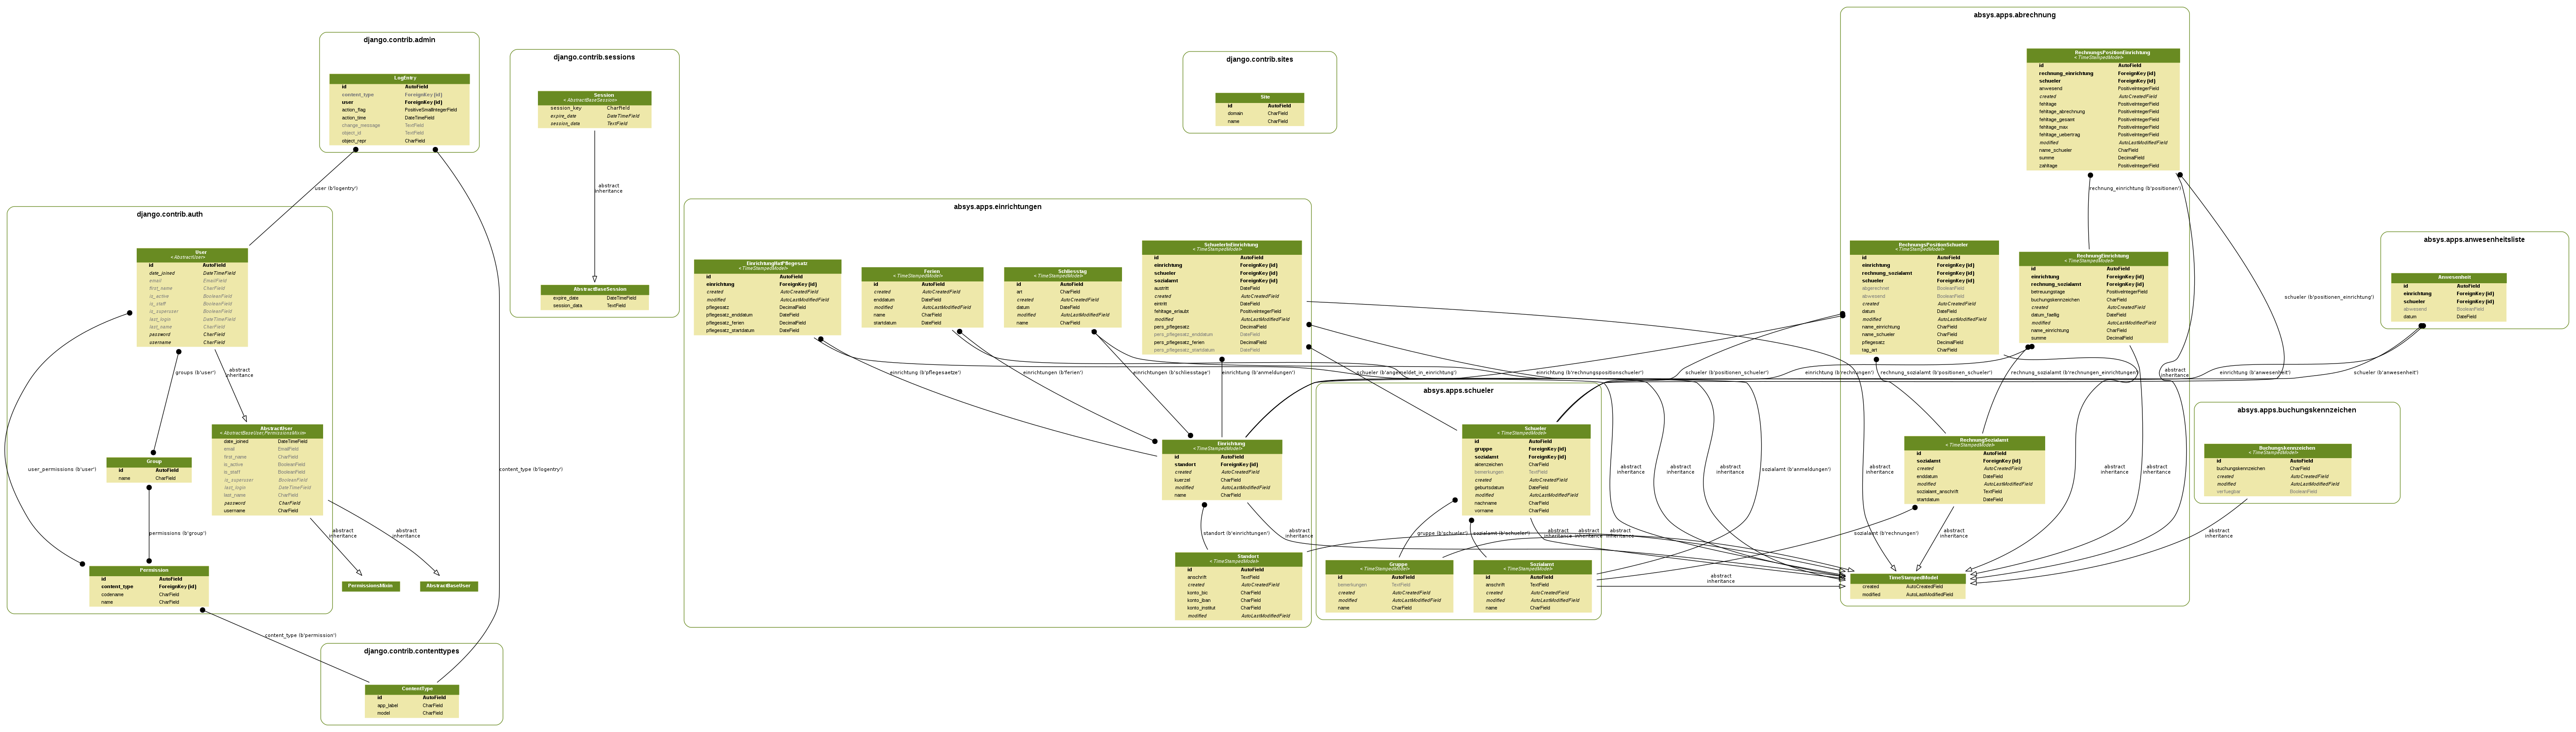 django.contrib.admin
LogEntry
id AutoField
content_type ForeignKey (id)
user ForeignKey (id)
action_flag PositiveSmallIntegerField
action_time DateTimeField
change_message TextField
object_id TextField
object_repr CharField
user (b'logentry')
content_type (b'logentry')
django.contrib.auth
User
<AbstractUser>
id AutoField
date_joined DateTimeField
email EmailField
first_name CharField
is_active BooleanField
is_staff BooleanField
is_superuser BooleanField
last_login DateTimeField
last_name CharField
password CharField
username CharField
groups (b'user')
abstract
inheritance
user_permissions (b'user')
Group
id AutoField
name CharField
permissions (b'group')
AbstractUser
<AbstractBaseUser,PermissionsMixin>
date_joined DateTimeField
email EmailField
first_name CharField
is_active BooleanField
is_staff BooleanField
is_superuser BooleanField
last_login DateTimeField
last_name CharField
password CharField
username CharField
abstract
inheritance
abstract
inheritance
PermissionsMixin
AbstractBaseUser
Permission
id AutoField
content_type ForeignKey (id)
codename CharField
name CharField
content_type (b'permission')
django.contrib.contenttypes
ContentType
id AutoField
app_label CharField
model CharField
django.contrib.sessions
Session
<AbstractBaseSession>
session_key CharField
expire_date DateTimeField
session_data TextField
abstract
inheritance
AbstractBaseSession
expire_date DateTimeField
session_data TextField
django.contrib.sites
Site
id AutoField
domain CharField
name CharField
absys.apps.einrichtungen
EinrichtungHatPflegesatz
<TimeStampedModel>
id AutoField
einrichtung ForeignKey (id)
created AutoCreatedField
modified AutoLastModifiedField
pflegesatz DecimalField
pflegesatz_enddatum DateField
pflegesatz_ferien DecimalField
pflegesatz_startdatum DateField
Ferien
<TimeStampedModel>
id AutoField
created AutoCreatedField
enddatum DateField
modified AutoLastModifiedField
name CharField
startdatum DateField
Schliesstag
<TimeStampedModel>
id AutoField
art CharField
created AutoCreatedField
datum DateField
modified AutoLastModifiedField
name CharField
SchuelerInEinrichtung
<TimeStampedModel>
id AutoField
einrichtung ForeignKey (id)
schueler ForeignKey (id)
sozialamt ForeignKey (id)
austritt DateField
created AutoCreatedField
eintritt DateField
fehltage_erlaubt PositiveIntegerField
modified AutoLastModifiedField
pers_pflegesatz DecimalField
pers_pflegesatz_enddatum DateField
pers_pflegesatz_ferien DecimalField
pers_pflegesatz_startdatum DateField
einrichtung (b'pflegesaetze')
einrichtungen (b'ferien')
einrichtungen (b'schliesstage')
einrichtung (b'anmeldungen')
schueler (b'angemeldet_in_einrichtung')
einrichtung (b'rechnungspositionschueler')
schueler (b'positionen_schueler')
einrichtung (b'rechnungen')
rechnung_sozialamt (b'positionen_schueler')
rechnung_sozialamt (b'rechnungen_einrichtung')
abstract
inheritance
einrichtung (b'anwesenheit')
schueler (b'anwesenheit')
Einrichtung
<TimeStampedModel>
id AutoField
standort ForeignKey (id)
created AutoCreatedField
kuerzel CharField
modified AutoLastModifiedField
name CharField
standort (b'einrichtungen')
abstract
inheritance
Standort
<TimeStampedModel>
id AutoField
anschrift TextField
created AutoCreatedField
konto_bic CharField
konto_iban CharField
konto_institut CharField
modified AutoLastModifiedField
absys.apps.schueler
Schueler
<TimeStampedModel>
id AutoField
gruppe ForeignKey (id)
sozialamt ForeignKey (id)
aktenzeichen CharField
bemerkungen TextField
created AutoCreatedField
geburtsdatum DateField
modified AutoLastModifiedField
nachname CharField
vorname CharField
gruppe (b'schueler')
sozialamt (b'schueler')
abstract
inheritance
abstract
inheritance
abstract
inheritance
Gruppe
<TimeStampedModel>
id AutoField
bemerkungen TextField
created AutoCreatedField
modified AutoLastModifiedField
name CharField
Sozialamt
<TimeStampedModel>
id AutoField
anschrift TextField
created AutoCreatedField
modified AutoLastModifiedField
name CharField
abstract
inheritance
abstract
inheritance
abstract
inheritance
sozialamt (b'anmeldungen')
abstract
inheritance
abstract
inheritance
absys.apps.abrechnung
RechnungsPositionEinrichtung
<TimeStampedModel>
id AutoField
rechnung_einrichtung ForeignKey (id)
schueler ForeignKey (id)
anwesend PositiveIntegerField
created AutoCreatedField
fehltage PositiveIntegerField
fehltage_abrechnung PositiveIntegerField
fehltage_gesamt PositiveIntegerField
fehltage_max PositiveIntegerField
fehltage_uebertrag PositiveIntegerField
modified AutoLastModifiedField
name_schueler CharField
summe DecimalField
zahltage PositiveIntegerField
rechnung_einrichtung (b'positionen')
schueler (b'positionen_einrichtung')
RechnungsPositionSchueler
<TimeStampedModel>
id AutoField
einrichtung ForeignKey (id)
rechnung_sozialamt ForeignKey (id)
schueler ForeignKey (id)
abgerechnet BooleanField
abwesend BooleanField
created AutoCreatedField
datum DateField
modified AutoLastModifiedField
name_einrichtung CharField
name_schueler CharField
pflegesatz DecimalField
tag_art CharField
RechnungEinrichtung
<TimeStampedModel>
id AutoField
einrichtung ForeignKey (id)
rechnung_sozialamt ForeignKey (id)
betreuungstage PositiveIntegerField
buchungskennzeichen CharField
created AutoCreatedField
datum_faellig DateField
modified AutoLastModifiedField
name_einrichtung CharField
summe DecimalField
RechnungSozialamt
<TimeStampedModel>
id AutoField
sozialamt ForeignKey (id)
created AutoCreatedField
enddatum DateField
modified AutoLastModifiedField
sozialamt_anschrift TextField
startdatum DateField
abstract
inheritance
abstract
inheritance
sozialamt (b'rechnungen')
abstract
inheritance
TimeStampedModel
created AutoCreatedField
modified AutoLastModifiedField
absys.apps.anwesenheitsliste
Anwesenheit
id AutoField
einrichtung ForeignKey (id)
schueler ForeignKey (id)
abwesend BooleanField
datum DateField
absys.apps.buchungskennzeichen
Buchungskennzeichen
<TimeStampedModel>
id AutoField
buchungskennzeichen CharField
created AutoCreatedField
modified AutoLastModifiedField
verfuegbar BooleanField
abstract
inheritance